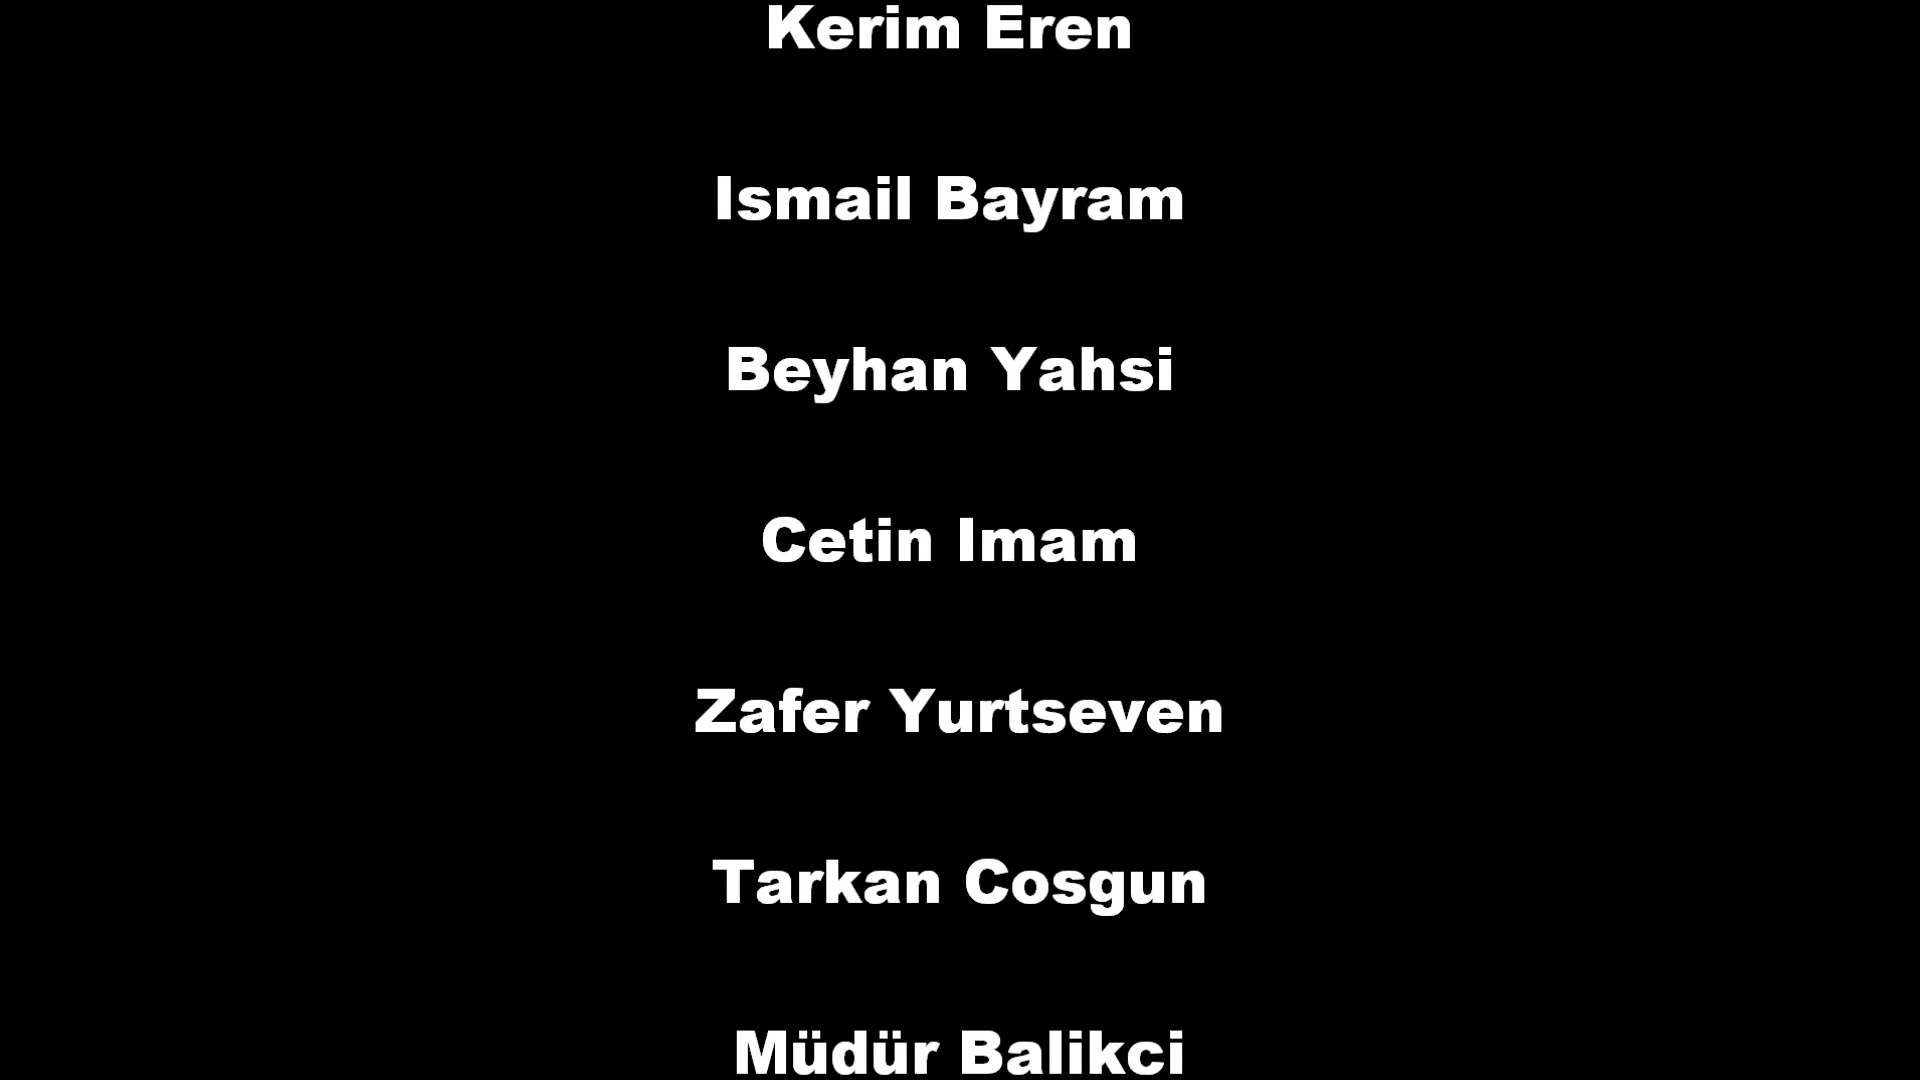 Kerim Eren
Ismail Bayram
Beyhan Yahsi
Cetin Imam
Zafer Yurtseven
Tarkan Cosgun
Müdür Balikci